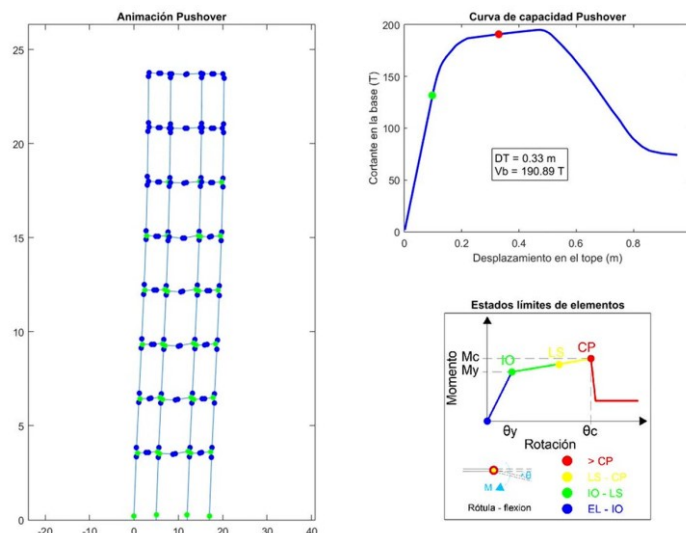 Animación Pushover
25
20
15
10
5
0
-20 -10 0 10 20 30 40
Curva de capacidad Pushover
Cortante en la base (T)
200
150
100
50
0
DT = 0.33 m
Vb = 190.89 T
0 0.2 0.4 0.6 0.8
Desplazamiento en el tope (m)
Estados límites de elementos
Momento
Mc
My
IO
LS
CP
θy θc
Rotación
M θ
Rótula - flexion
> CP
LS - CP
IO - LS
EL - IO